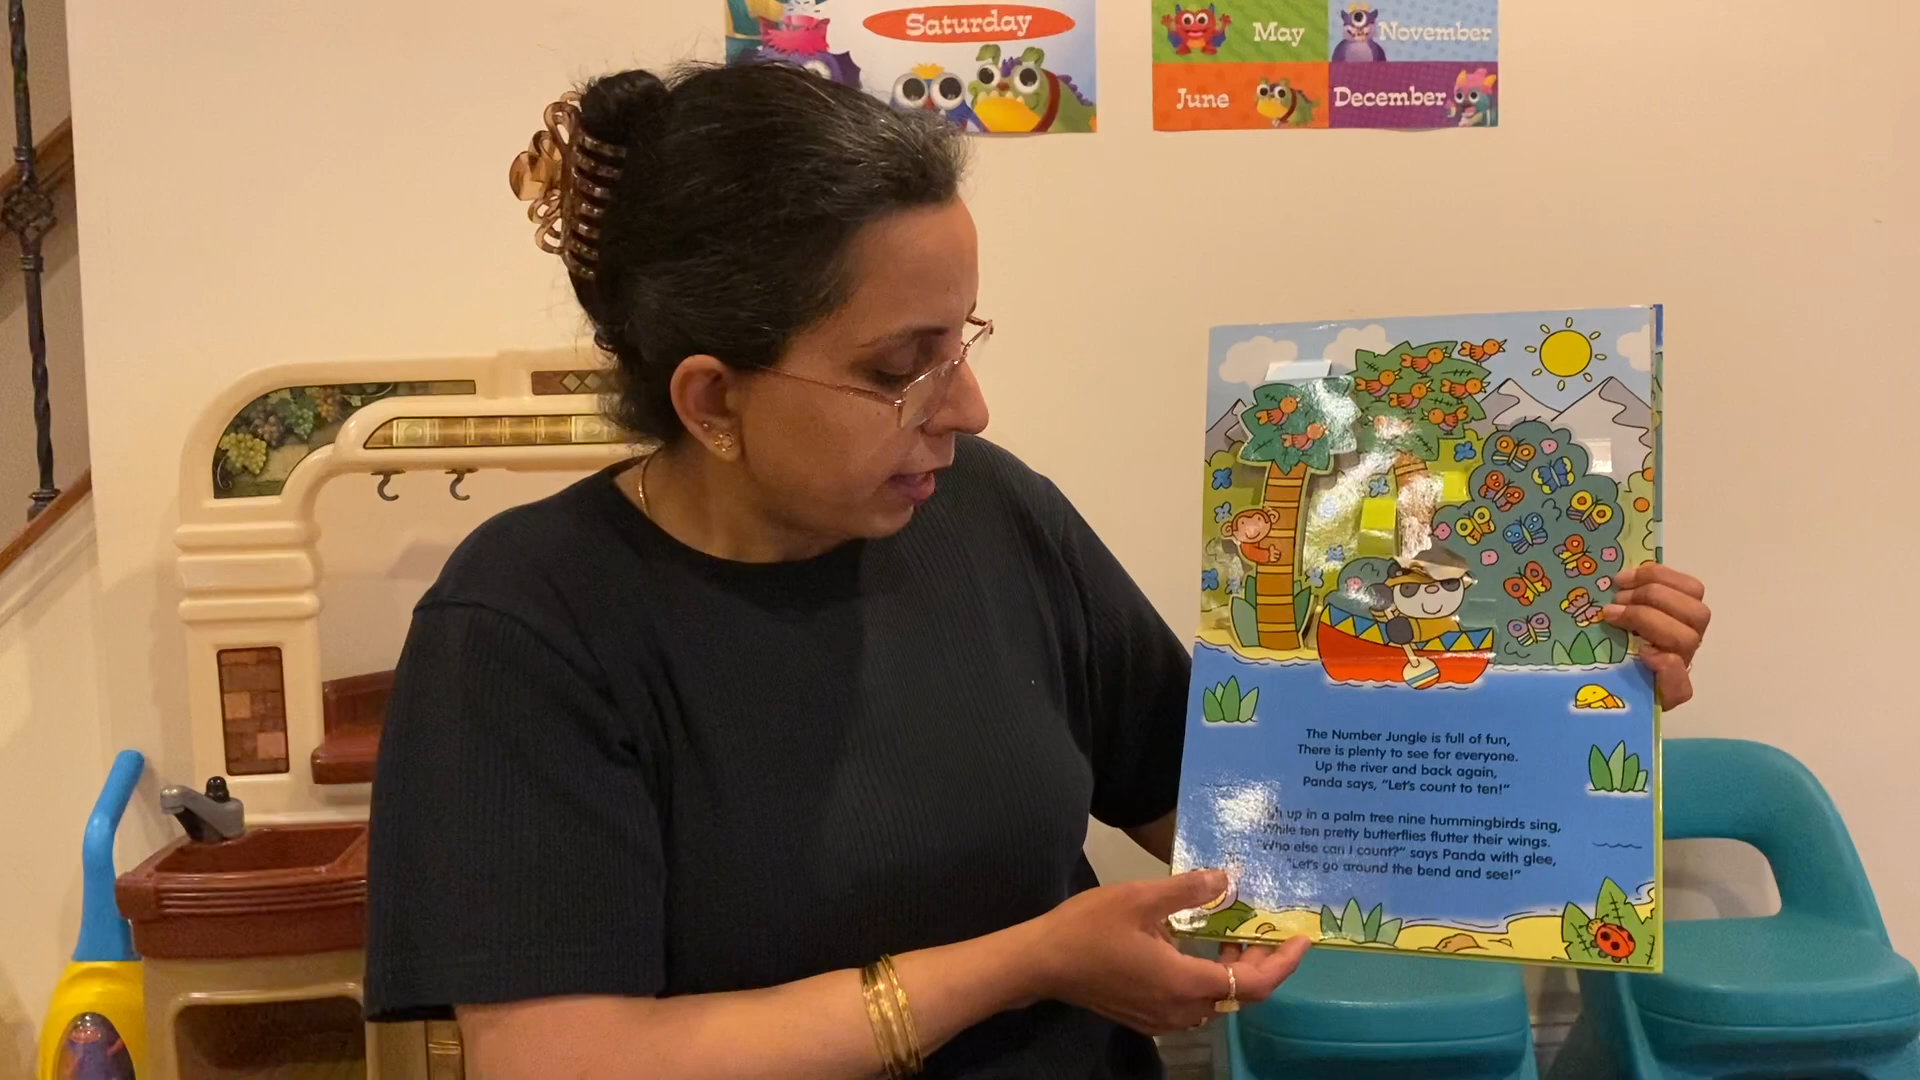 Saturday
May
November
June
December
The Number Jungle is full of fun,
There is plenty to see for everyone.
Up the river and back again,
Panda says, "Let's count to ten!"
up in a palm tree nine hummingbirds sing,
While ten pretty butterflies flutter their wings.
"Who else can I count?" says Panda with glee,
"Let's go around the bend and see!"